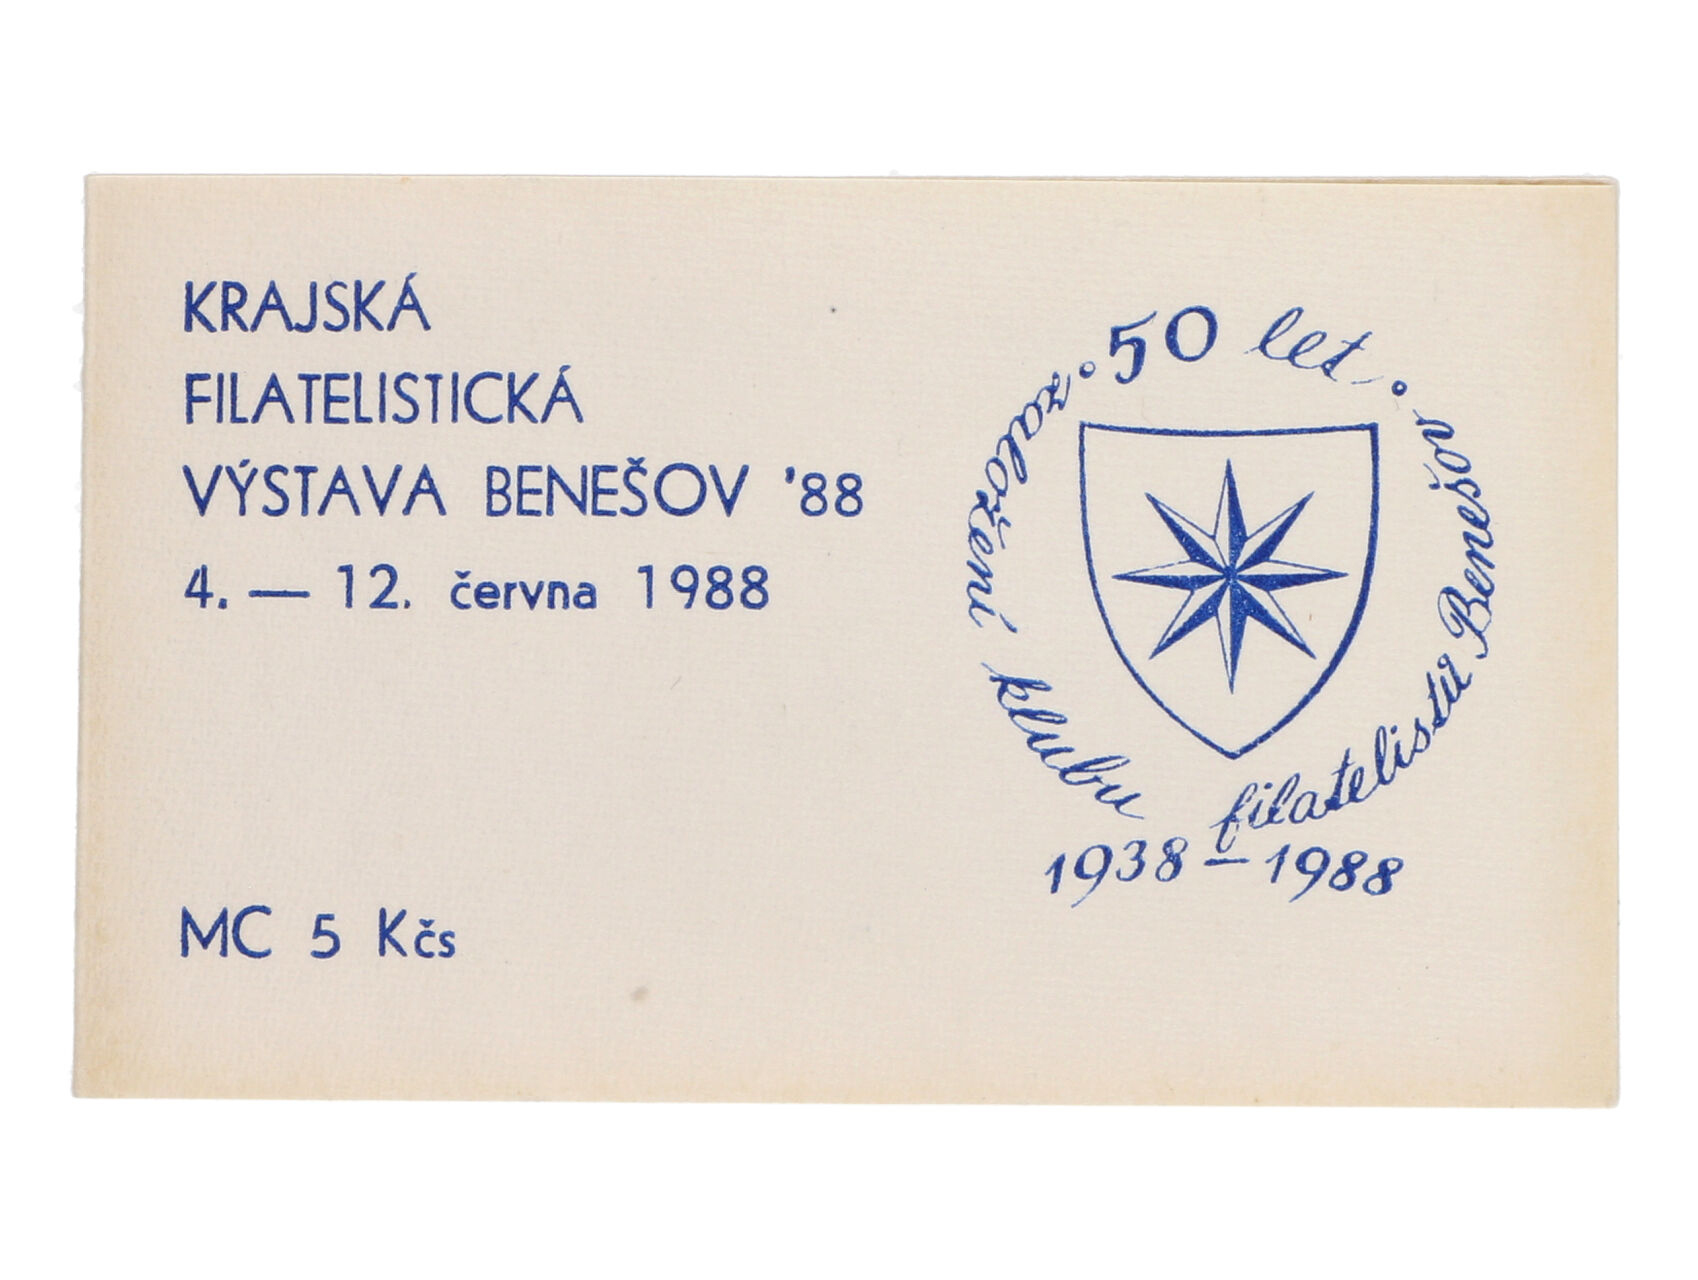 KRAJSKÁ
FILATELISTICKÁ
VÝSTAVA BENEŠOV '88
4. — 12. června 1988
MC 5 Kčs
50 let
založení klubu filatelistů Benešov
1938 – 1988